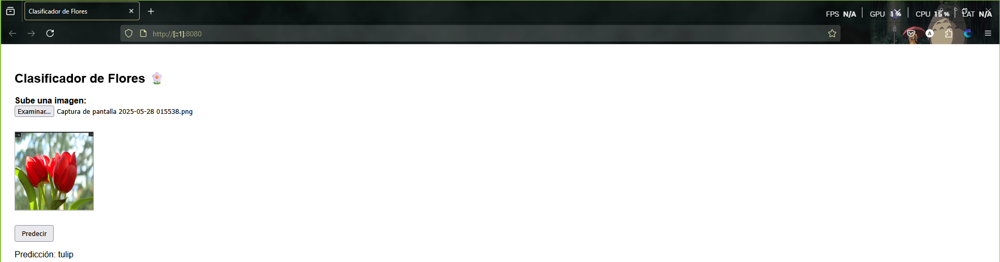 Clasificador de Flores
FPS N/A GPU 1% CPU 15% LAT N/A
http://[::1]:8080
A
Clasificador de Flores
Sube una imagen:
Examinar... Captura de pantalla 2025-05-28 015538.png
Predecir
Predicción: tulip